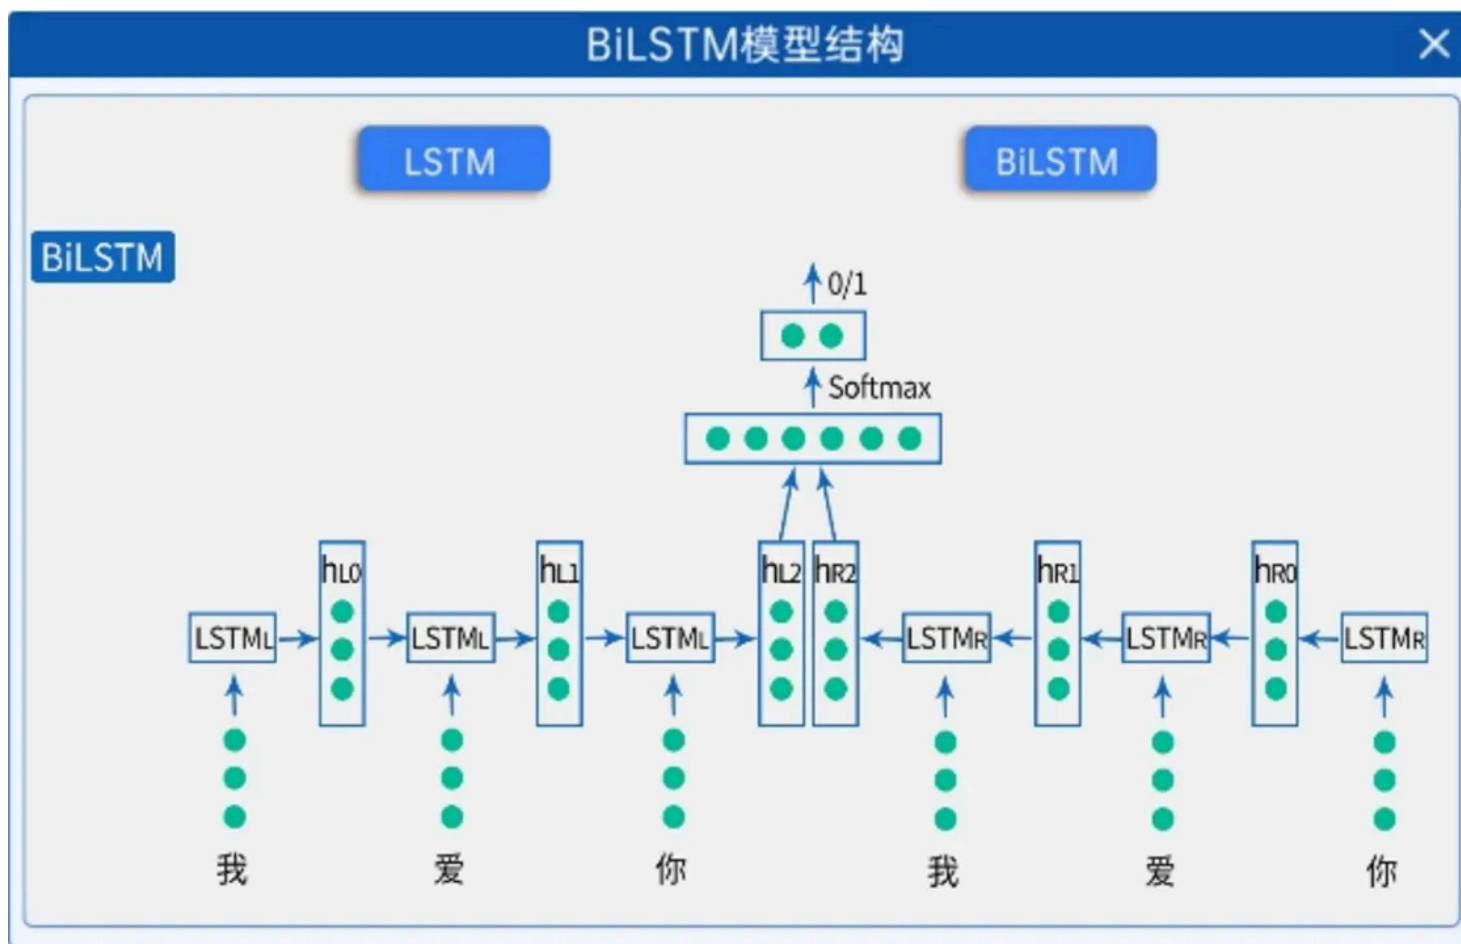 BiLSTM模型结构
LSTM
BiLSTM
BiLSTM
0/1
Softmax
hL0 hL1 hL2 hR2 hR1 hR0
LSTML LSTML LSTML LSTMR LSTMR LSTMR
我 爱 你 我 爱 你